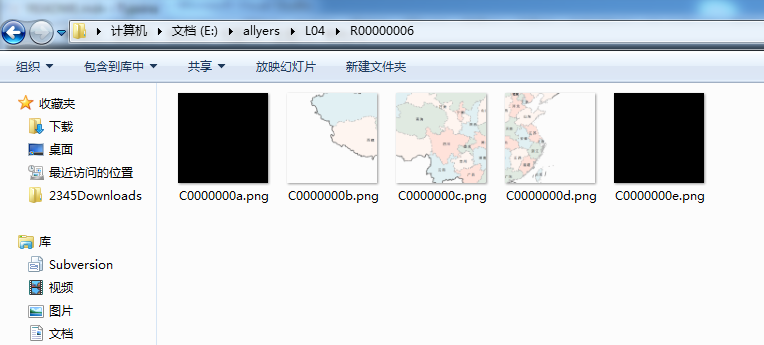 计算机 文档 (E:) allyers L04 R00000006
组织 包含到库中 共享 放映幻灯片 新建文件夹
收藏夹
下载
桌面
最近访问的位置
2345Downloads
库
Subversion
视频
图片
文档
C0000000a.png C0000000b.png C0000000c.png C0000000d.png C0000000e.png